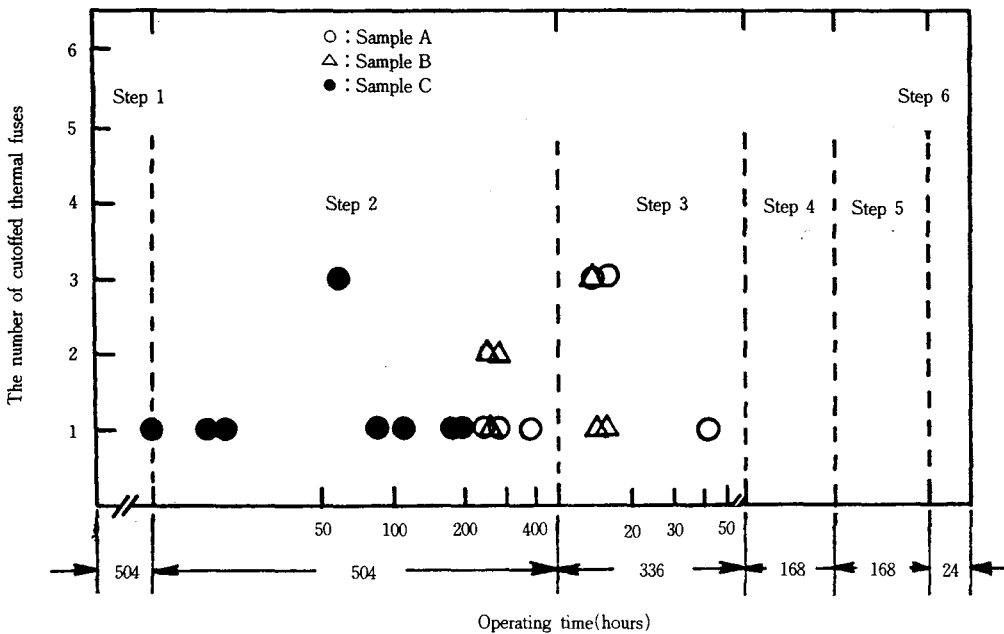 ○ : Sample A
△ : Sample B
● : Sample C
The number of cutoffed thermal fuses
6
5
4
3
2
1
Step 1
Step 2
Step 3
Step 4
Step 5
Step 6
50 100 200 400 20 30 50
504 504 336 168 168 24
Operating time(hours)